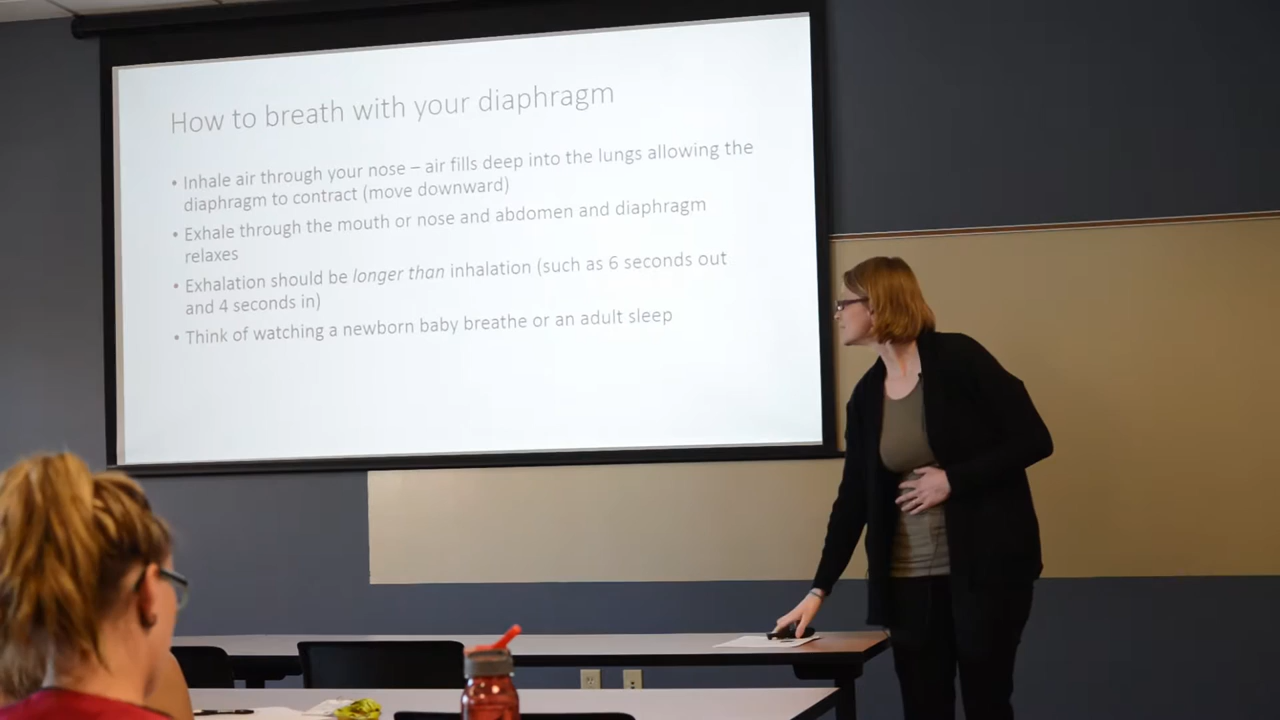 How to breath with your diaphragm
• Inhale air through your nose – air fills deep into the lungs allowing the
diaphragm to contract (move downward)
• Exhale through the mouth or nose and abdomen and diaphragm
relaxes
• Exhalation should be longer than inhalation (such as 6 seconds out
and 4 seconds in)
• Think of watching a newborn baby breathe or an adult sleep